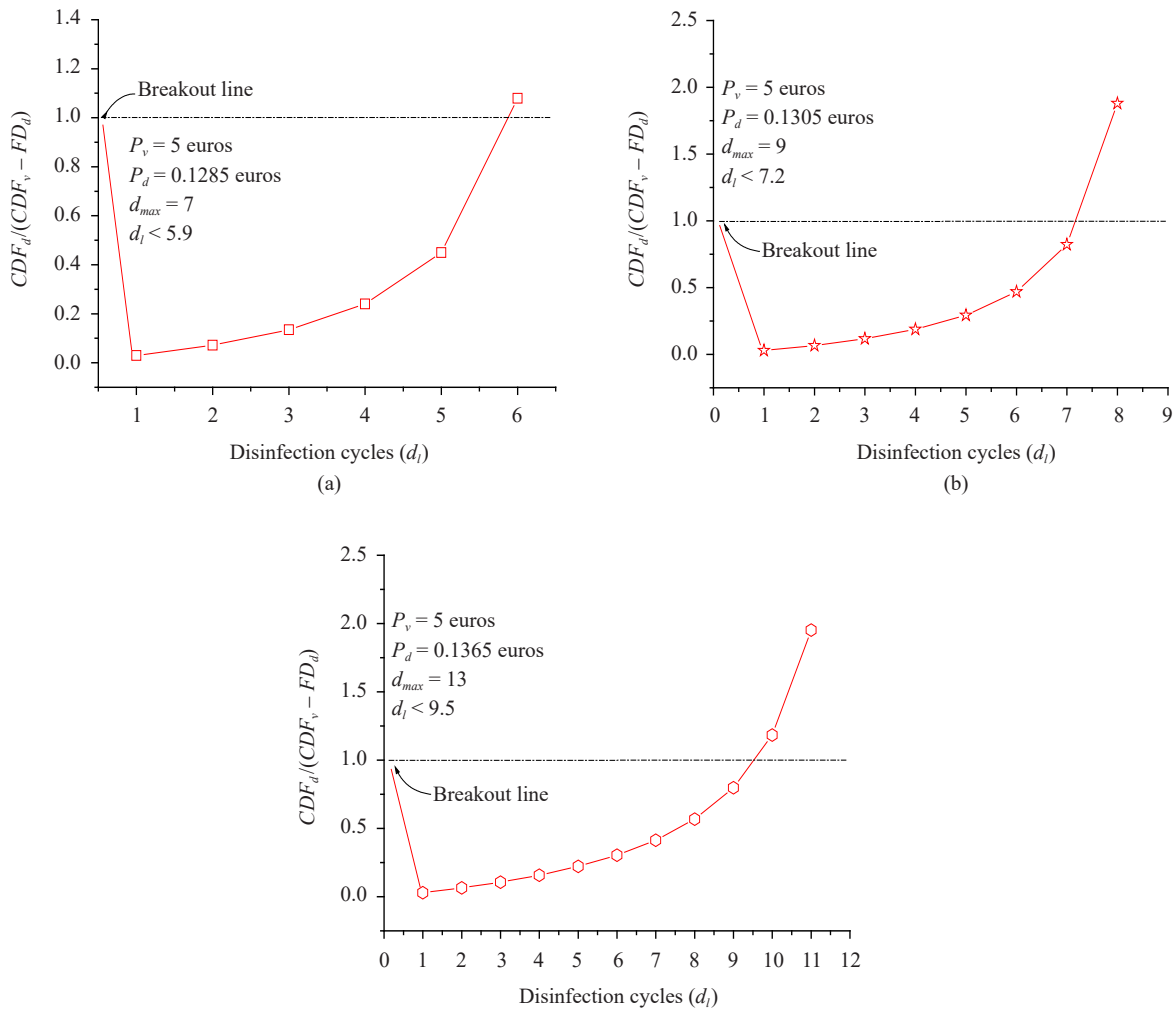 1.4
1.2
1.0
0.8
0.6
0.4
0.2
0.0
CDF_d/(CDF_v – FD_d)
Breakout line
P_v = 5 euros
P_d = 0.1285 euros
d_max = 7
d_l < 5.9
1 2 3 4 5 6
Disinfection cycles (d_l)
(a)
2.5
2.0
1.5
1.0
0.5
0.0
CDF_d/(CDF_v – FD_d)
P_v = 5 euros
P_d = 0.1305 euros
d_max = 9
d_l < 7.2
Breakout line
0 1 2 3 4 5 6 7 8 9
Disinfection cycles (d_l)
(b)
2.5
2.0
1.5
1.0
0.5
0.0
CDF_d/(CDF_v – FD_d)
P_v = 5 euros
P_d = 0.1365 euros
d_max = 13
d_l < 9.5
Breakout line
0 1 2 3 4 5 6 7 8 9 10 11 12
Disinfection cycles (d_l)